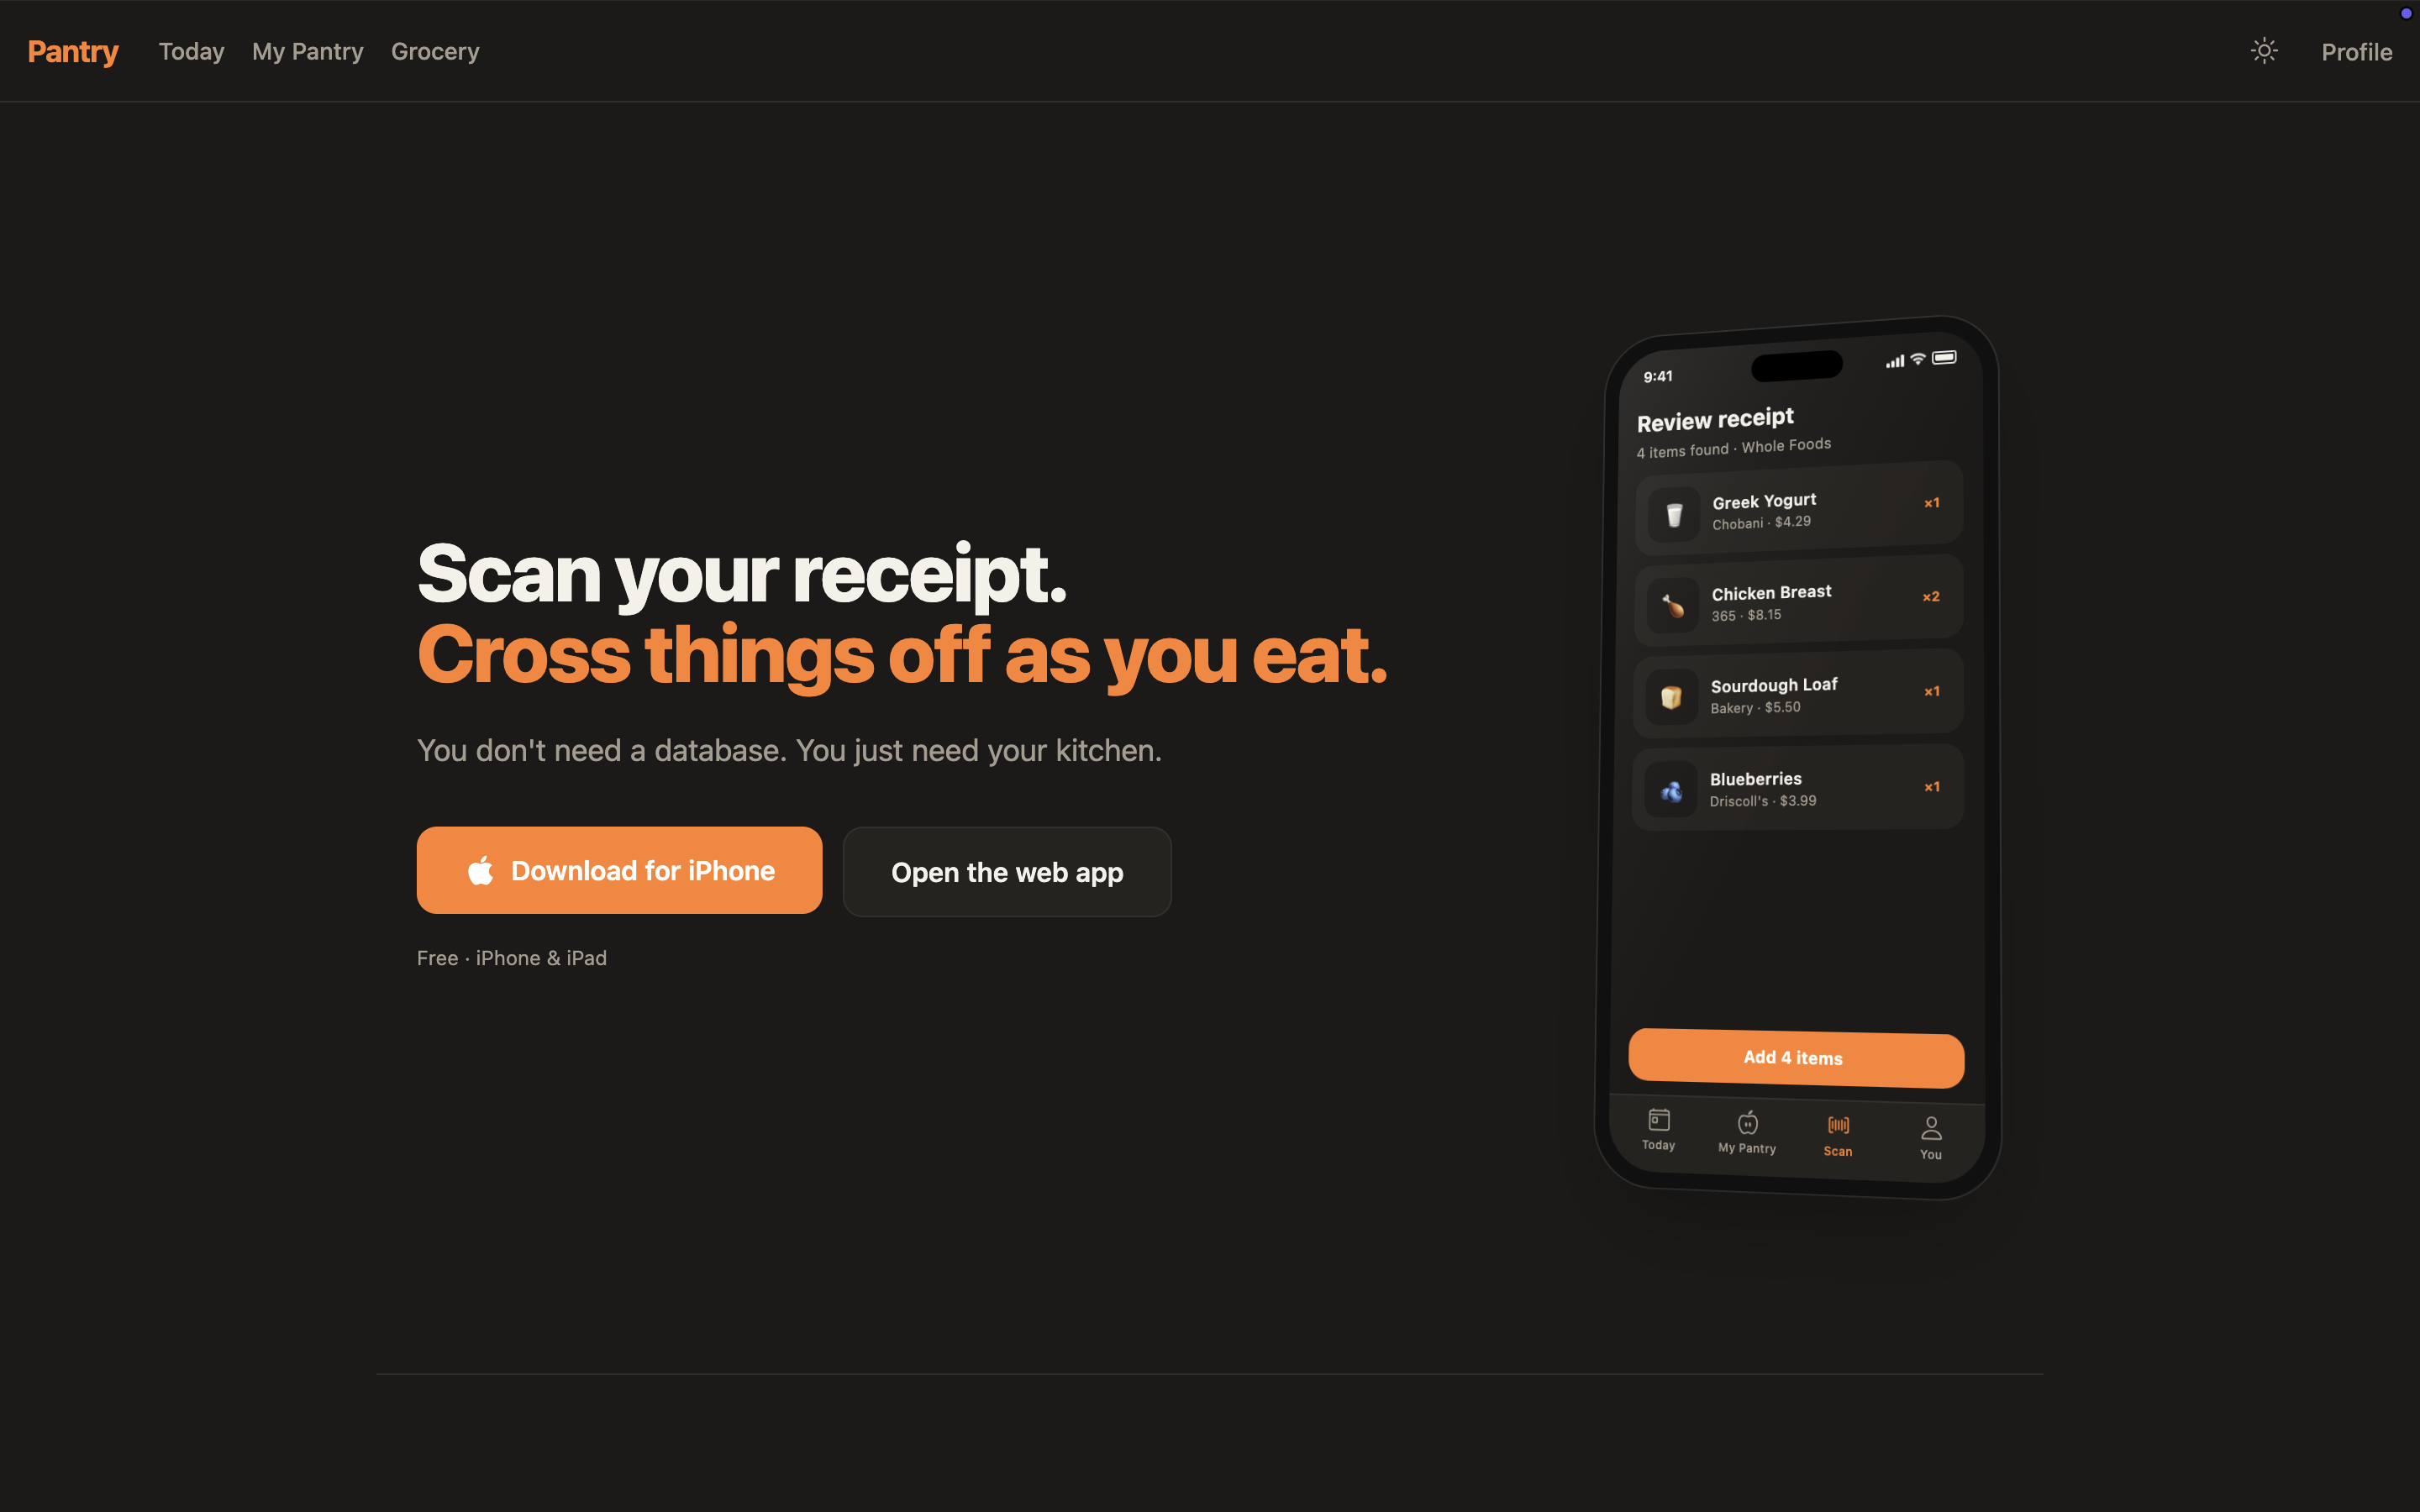 Pantry Today My Pantry Grocery Profile
Scan your receipt.
Cross things off as you eat.
You don't need a database. You just need your kitchen.
Download for iPhone Open the web app
Free · iPhone & iPad
9:41
Review receipt
4 items found · Whole Foods
Greek Yogurt
Chobani · $4.29
×1
Chicken Breast
365 · $8.15
×2
Sourdough Loaf
Bakery · $5.50
×1
Blueberries
Driscoll's · $3.99
×1
Add 4 items
Today My Pantry Scan You